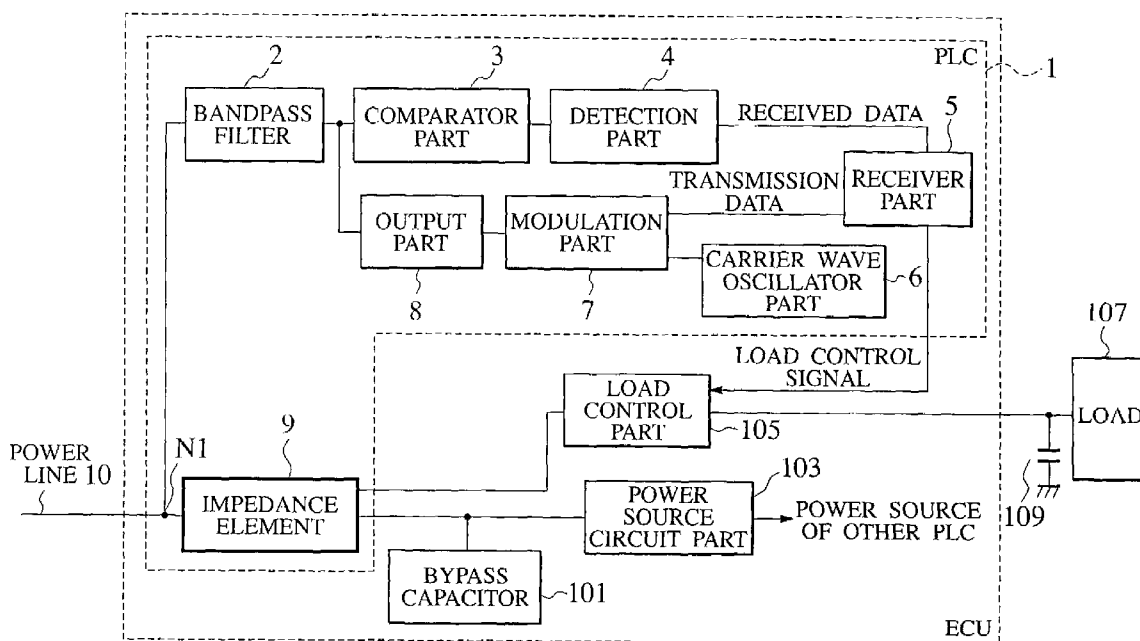 PLC
1
2
3
4
5
BANDPASS
FILTER
COMPARATOR
PART
DETECTION
PART
RECEIVED DATA
RECEIVER
PART
TRANSMISSION
DATA
OUTPUT
PART
MODULATION
PART
CARRIER WAVE
OSCILLATOR
PART
8
7
6
LOAD CONTROL
SIGNAL
107
LOAD
CONTROL
PART
105
LOAD
109
POWER
LINE 10
N1
9
IMPEDANCE
ELEMENT
103
POWER
SOURCE
CIRCUIT PART
POWER SOURCE
OF OTHER PLC
BYPASS
CAPACITOR
101
ECU